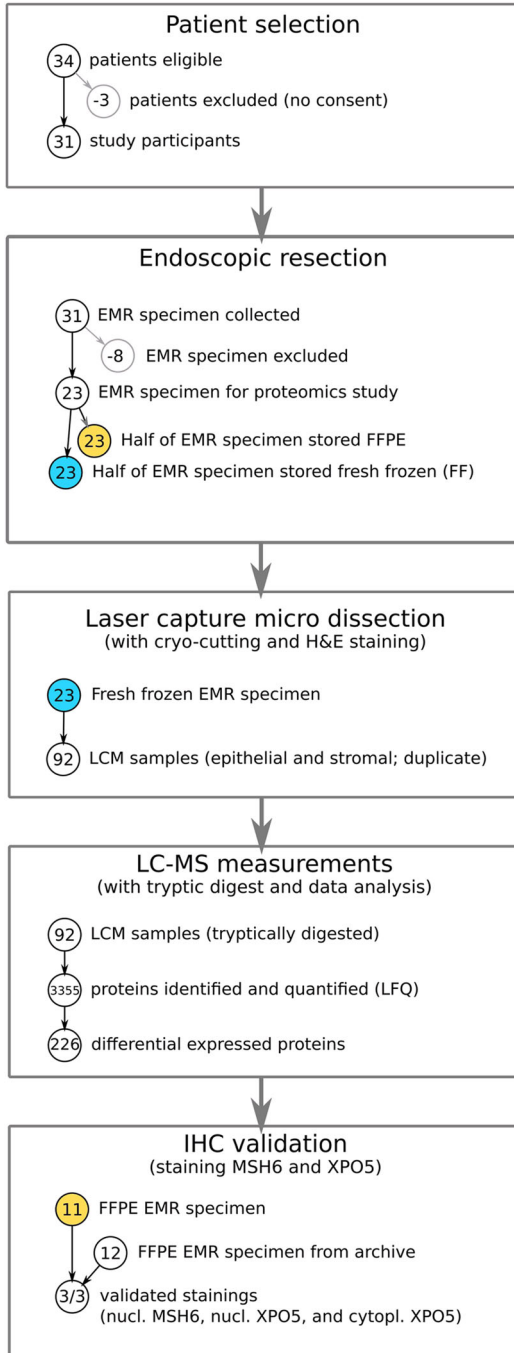 Patient selection
34 patients eligible
-3 patients excluded (no consent)
31 study participants
Endoscopic resection
31 EMR specimen collected
-8 EMR specimen excluded
23 EMR specimen for proteomics study
23 Half of EMR specimen stored FFPE
23 Half of EMR specimen stored fresh frozen (FF)
Laser capture micro dissection
(with cryo-cutting and H&E staining)
23 Fresh frozen EMR specimen
92 LCM samples (epithelial and stromal; duplicate)
LC-MS measurements
(with tryptic digest and data analysis)
92 LCM samples (tryptically digested)
3355 proteins identified and quantified (LFQ)
226 differential expressed proteins
IHC validation
(staining MSH6 and XPO5)
11 FFPE EMR specimen
12 FFPE EMR specimen from archive
3/3 validated stainings
(nucl. MSH6, nucl. XPO5, and cytopl. XPO5)